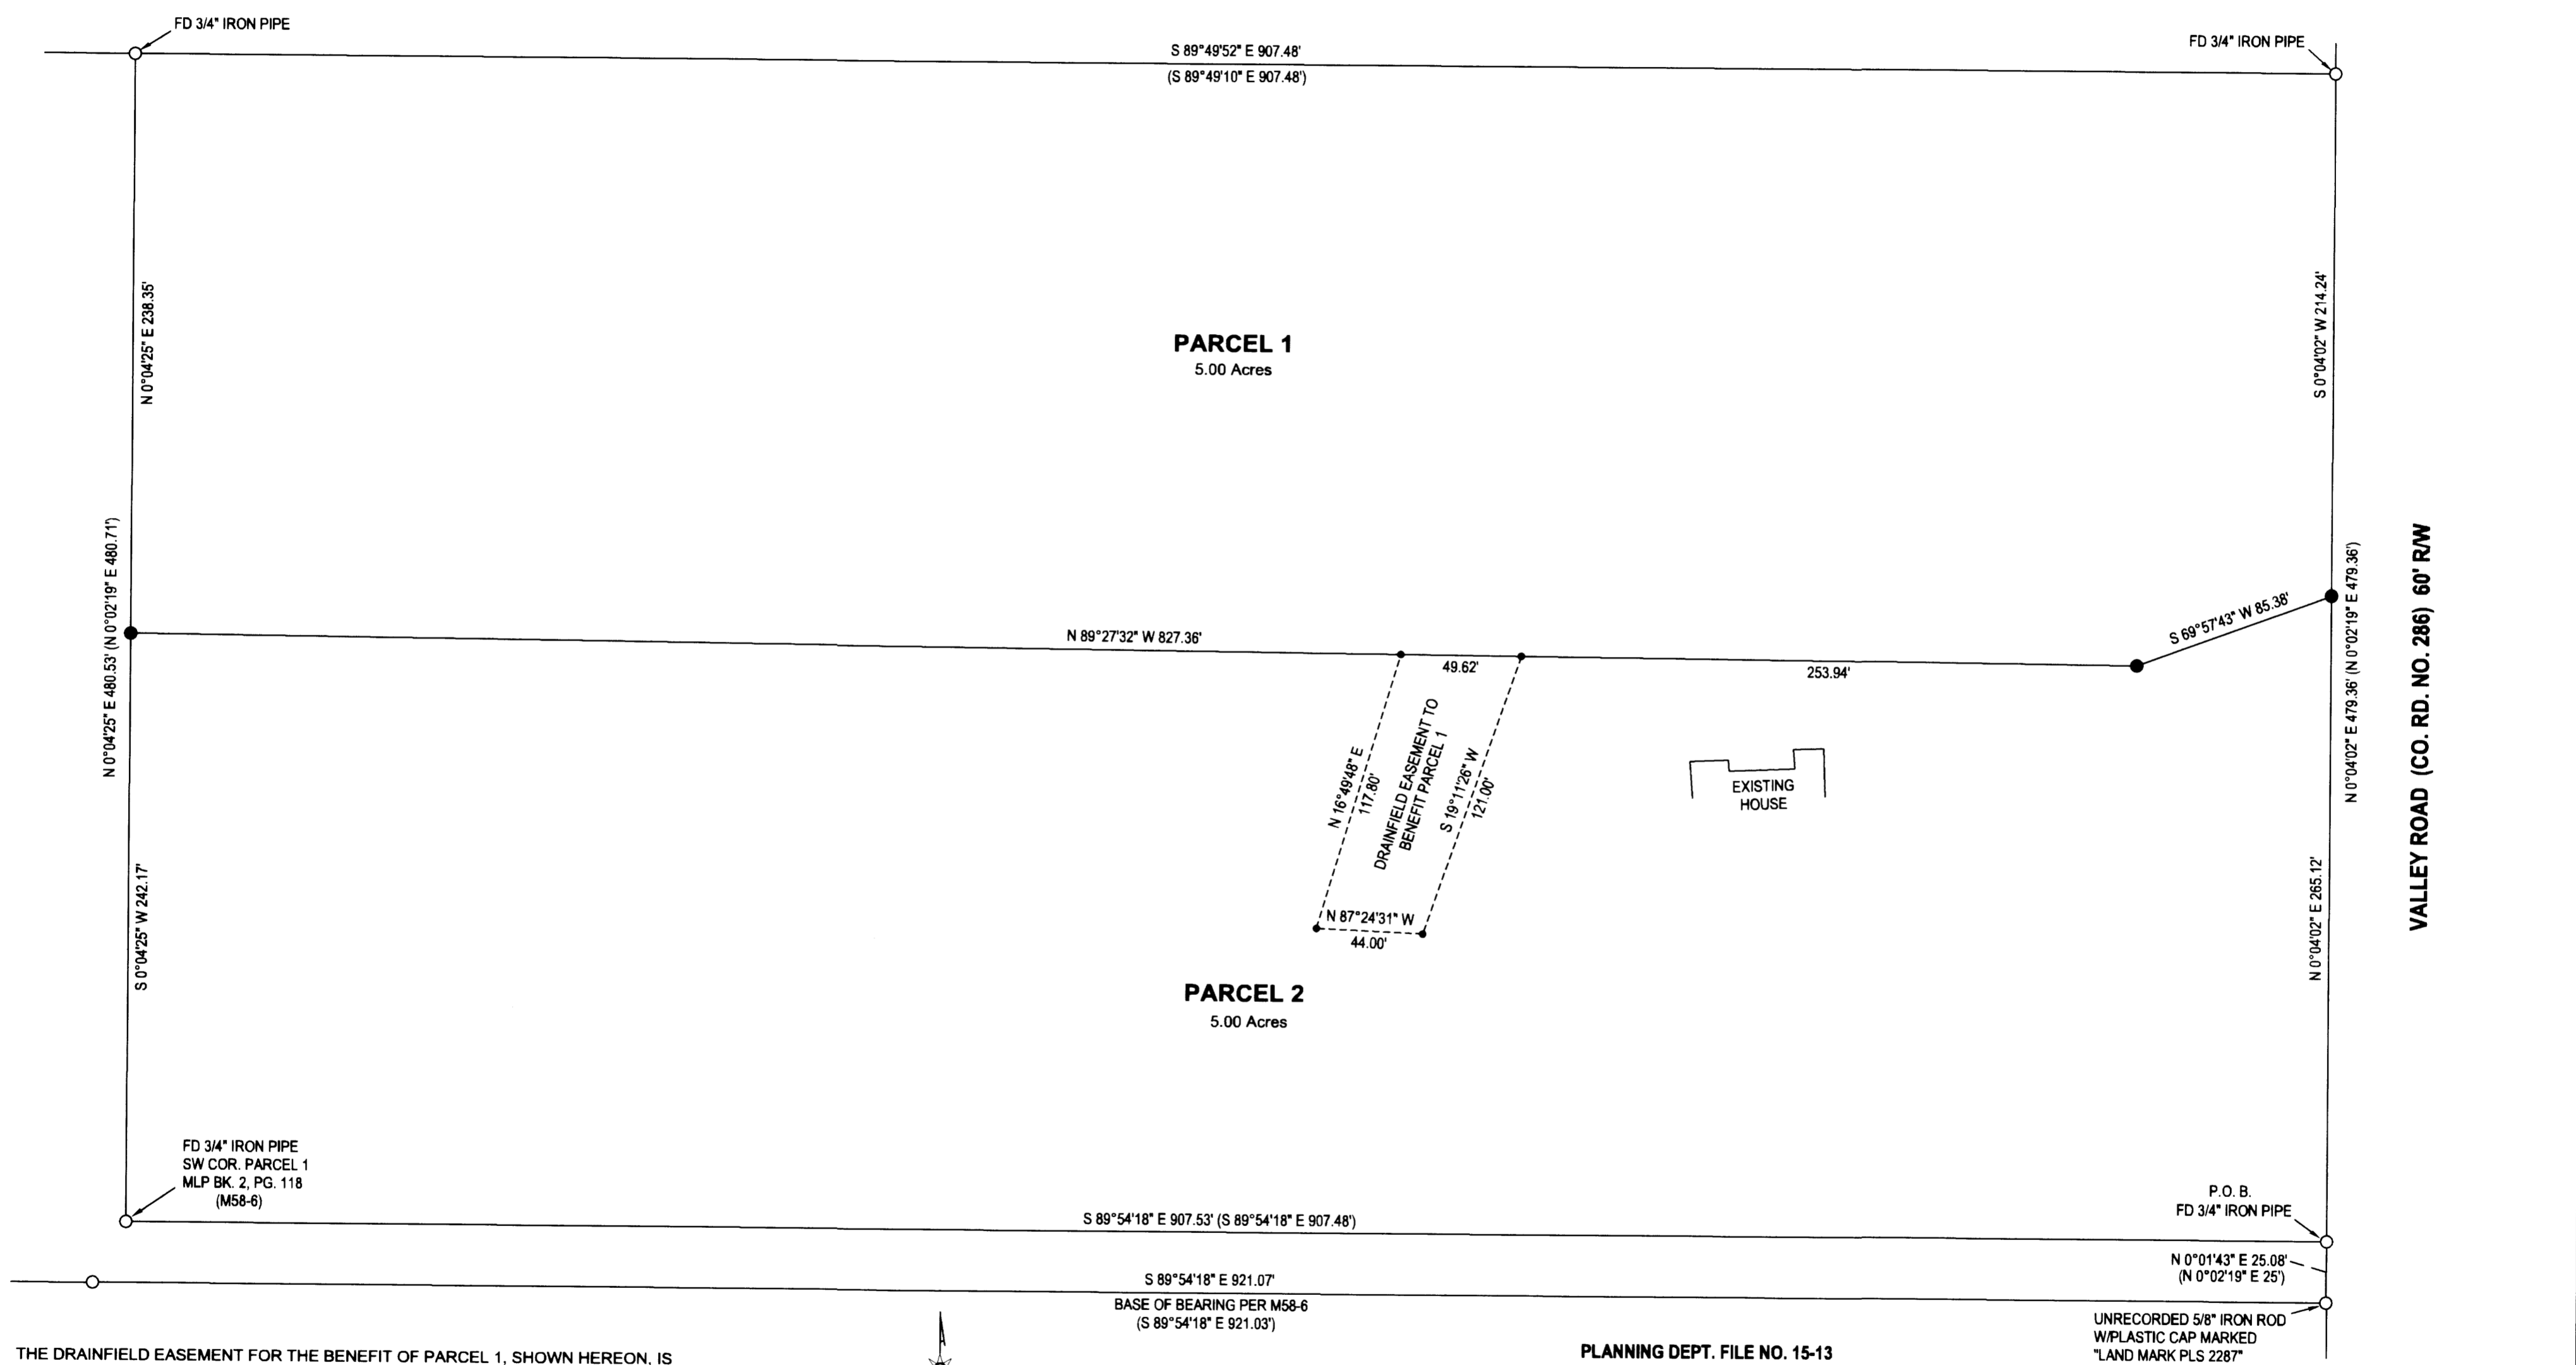 FD 3/4" IRON PIPE
S 89°49'52" E 907.48'
(S 89°49'10" E 907.48')
FD 3/4" IRON PIPE
N 0°04'25" E 238.35'
S 0°04'02" W 214.24'
PARCEL 1
5.00 Acres
N 0°04'25" E 480.53' (N 0°02'19" E 480.71')
N 89°27'32" W 827.36'
49.62'
253.94'
S 69°57'43" W 85.38'
N 0°04'02" E 479.36' (N 0°02'19" E 479.36')
VALLEY ROAD (CO. RD. NO. 286) 60' R/W
N 16°49'48" E
117.80'
DRAINFIELD EASEMENT TO
BENEFIT PARCEL 1
S 19°11'26" W
121.00'
EXISTING
HOUSE
N 87°24'31" W
44.00'
S 0°04'25" W 242.17'
N 0°04'02" E 265.12'
PARCEL 2
5.00 Acres
FD 3/4" IRON PIPE
SW COR. PARCEL 1
MLP BK. 2, PG. 118
(M58-6)
P.O. B.
FD 3/4" IRON PIPE
S 89°54'18" E 907.53' (S 89°54'18" E 907.48')
N 0°01'43" E 25.08'
(N 0°02'19" E 25')
S 89°54'18" E 921.07'
BASE OF BEARING PER M58-6
(S 89°54'18" E 921.03')
UNRECORDED 5/8" IRON ROD
W/PLASTIC CAP MARKED
"LAND MARK PLS 2287"
THE DRAINFIELD EASEMENT FOR THE BENEFIT OF PARCEL 1, SHOWN HEREON, IS
PLANNING DEPT. FILE NO. 15-13